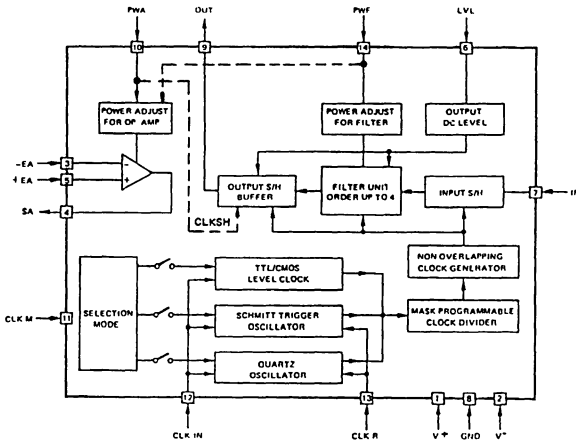 PWA
OUT
PWF
LVL
10
9
14
6
POWER ADJUST
FOR OP AMP
POWER ADJUST
FOR FILTER
OUTPUT
DC LEVEL
-EA
3
-
+EA
5
+
SA
4
OUTPUT S/H
BUFFER
FILTER UNIT
ORDER UP TO 4
INPUT S/H
7
CLKSH
NON OVERLAPPING
CLOCK GENERATOR
SELECTION
MODE
TTL/CMOS
LEVEL CLOCK
SCHMITT TRIGGER
OSCILLATOR
MASK PROGRAMMABLE
CLOCK DIVIDER
CLK M
11
QUARTZ
OSCILLATOR
12
13
1
8
2
CLK IN
CLK R
V+
GND
V-